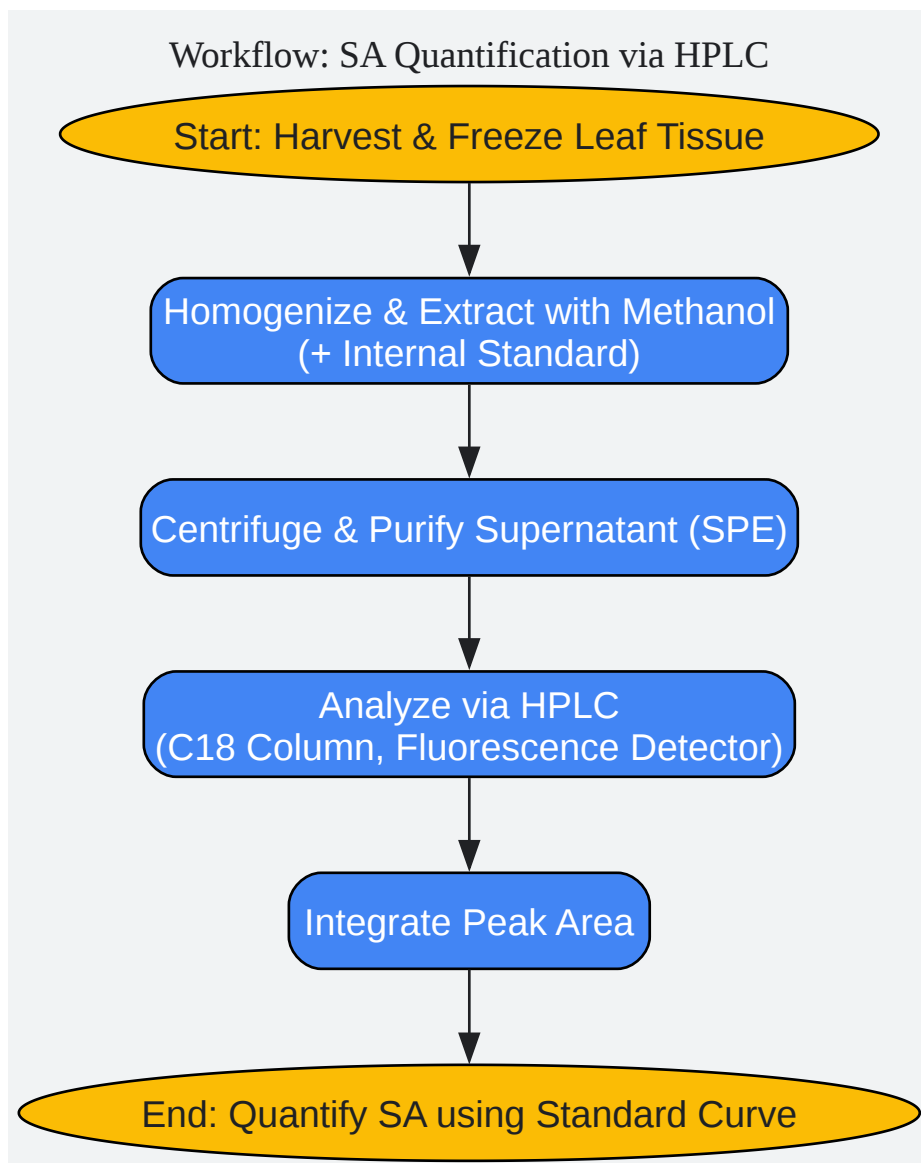 Workflow: SA Quantification via HPLC
Start: Harvest & Freeze Leaf Tissue
Homogenize & Extract with Methanol
(+ Internal Standard)
Centrifuge & Purify Supernatant (SPE)
Analyze via HPLC
(C18 Column, Fluorescence Detector)
Integrate Peak Area
End: Quantify SA using Standard Curve